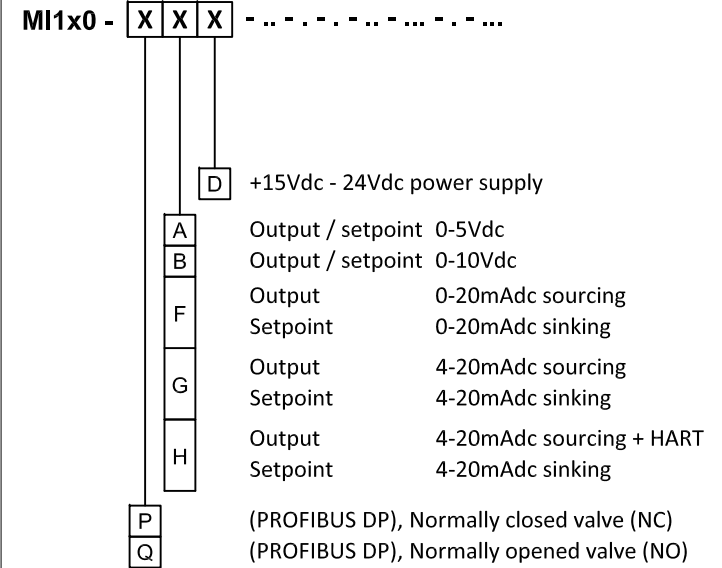 MI1x0 - X X X - .. - . - . - .. - ... - . - ...
D +15Vdc - 24Vdc power supply
A Output / setpoint 0-5Vdc
B Output / setpoint 0-10Vdc
Output 0-20mAdc sourcing
F
Setpoint 0-20mAdc sinking
Output 4-20mAdc sourcing
G
Setpoint 4-20mAdc sinking
Output 4-20mAdc sourcing + HART
H
Setpoint 4-20mAdc sinking
P (PROFIBUS DP), Normally closed valve (NC)
Q (PROFIBUS DP), Normally opened valve (NO)